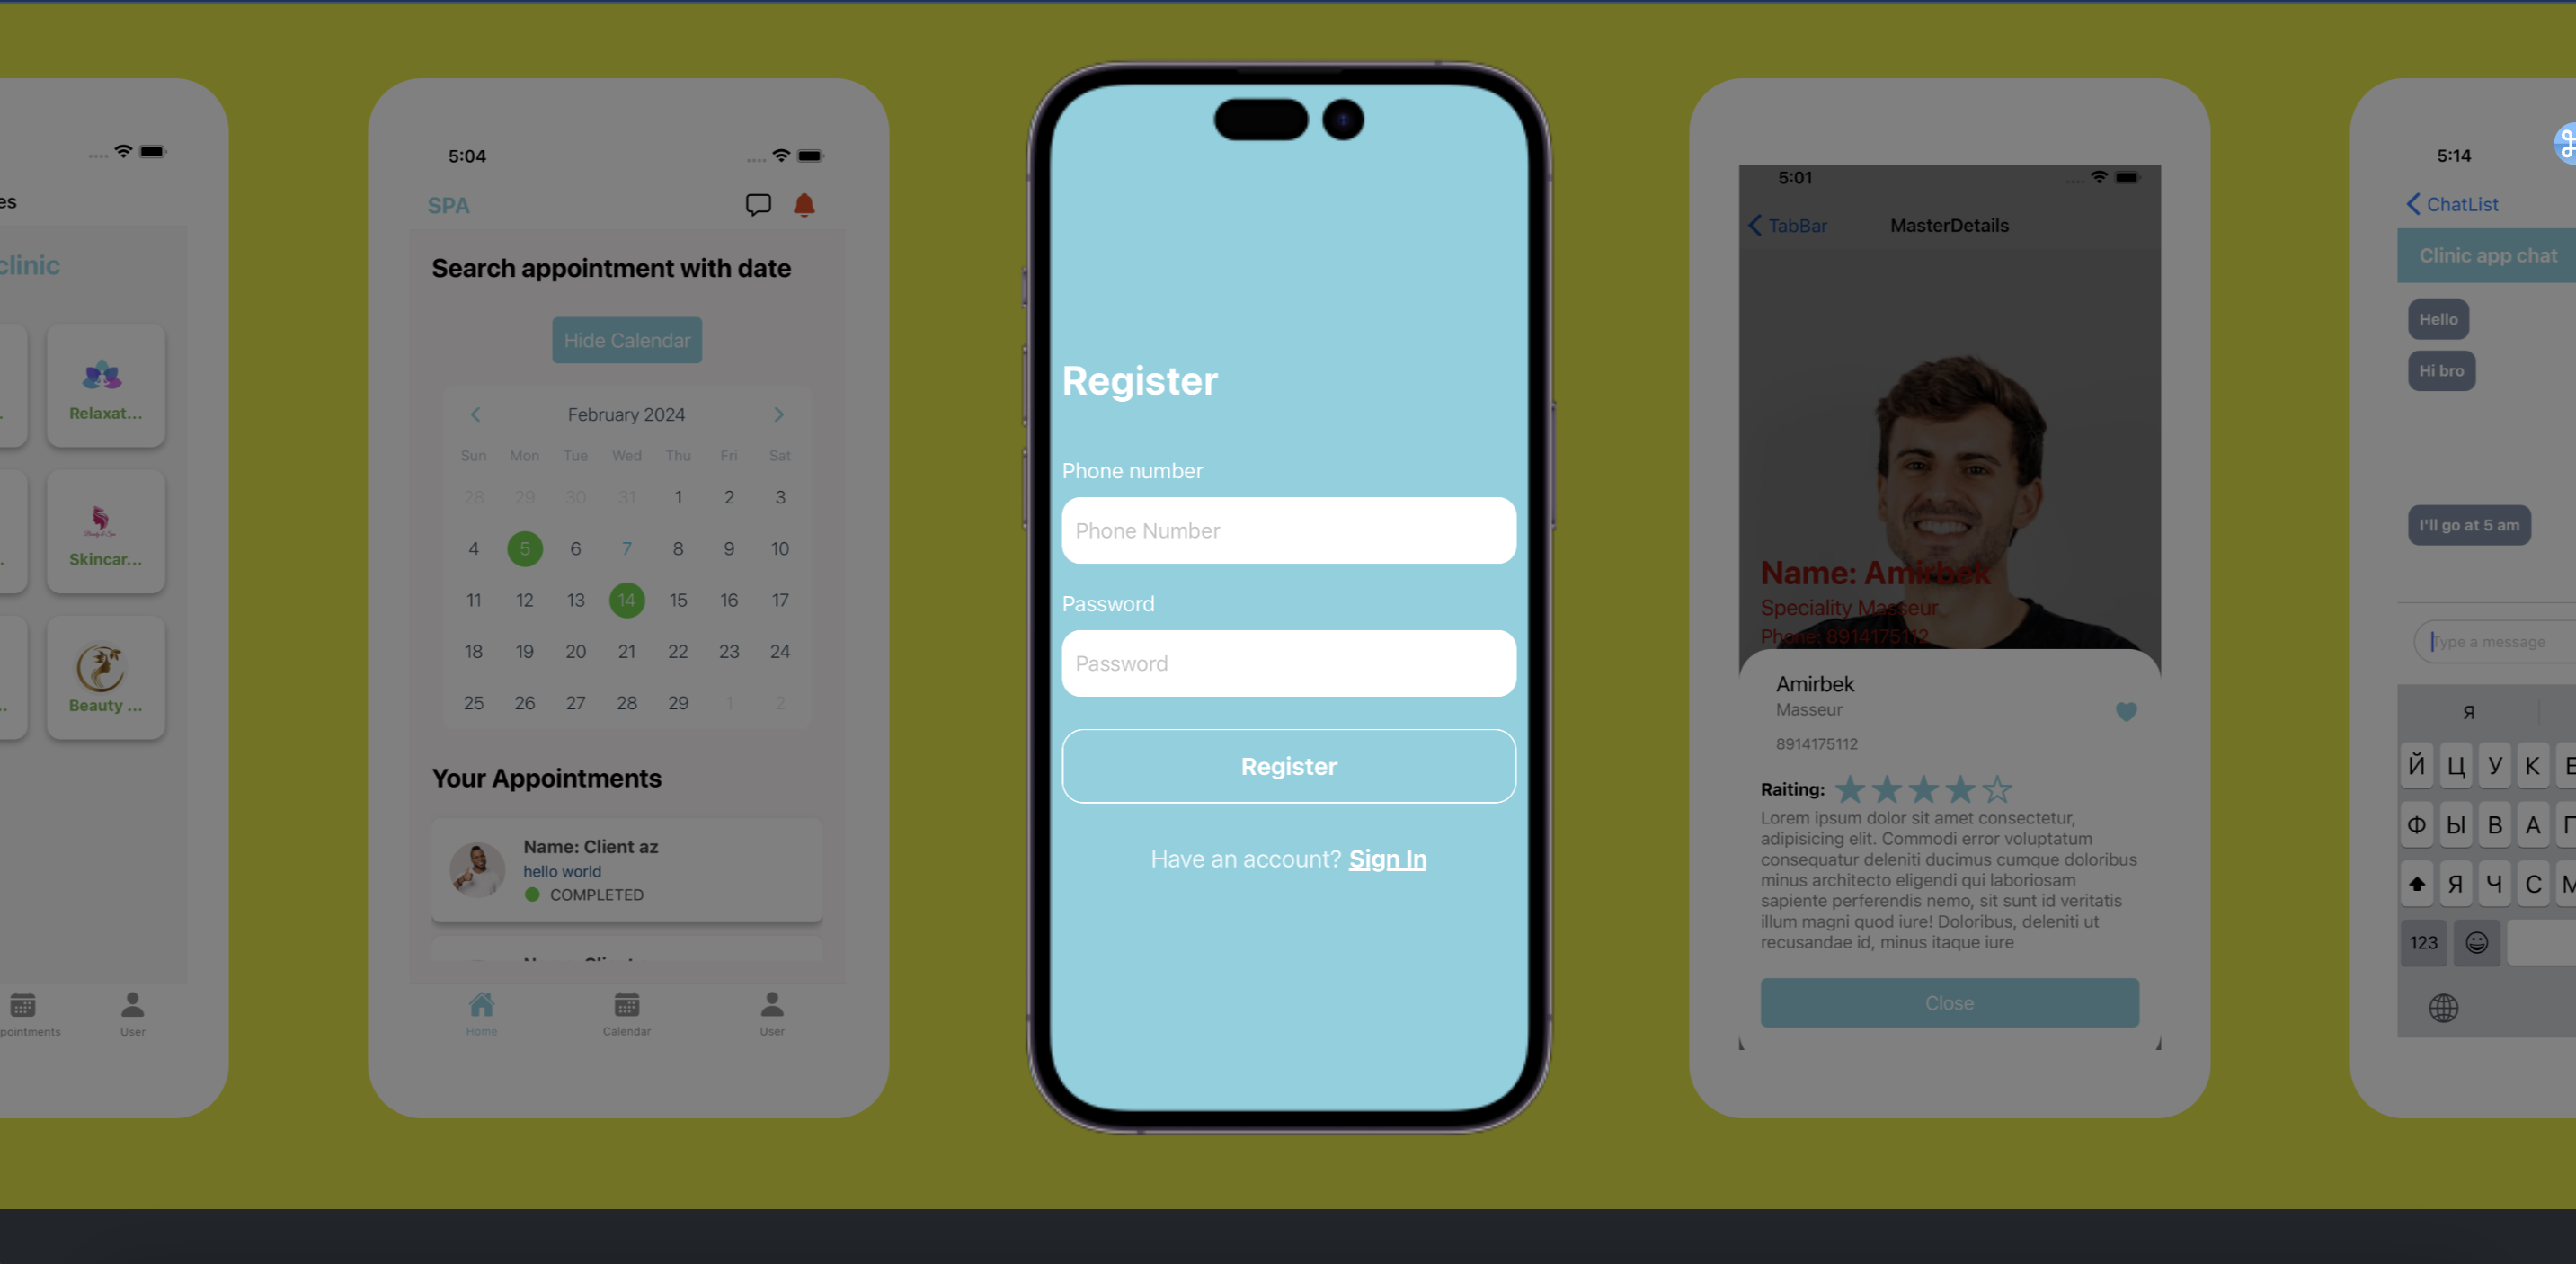 es
clinic
Relaxat...
Skincar...
Beauty ...
pointments
User
5:04
SPA
Search appointment with date
Hide Calendar
February 2024
Sun Mon Tue Wed Thu Fri Sat
28 29 30 31 1 2 3
4 5 6 7 8 9 10
11 12 13 14 15 16 17
18 19 20 21 22 23 24
25 26 27 28 29 1 2
Your Appointments
Name: Client az
hello world
COMPLETED
Home
Calendar
User
Register
Phone number
Phone Number
Password
Password
Register
Have an account? Sign In
5:01
TabBar
MasterDetails
Name: Amirbek
Speciality Masseur
Phone: 8914175112
Amirbek
Masseur
8914175112
Raiting:
Lorem ipsum dolor sit amet consectetur,
adipisicing elit. Commodi error voluptatum
consequatur deleniti ducimus cumque doloribus
minus architecto eligendi qui laboriosam
sapiente perferendis nemo, sit sunt id veritatis
illum magni quod iure! Doloribus, deleniti ut
recusandae id, minus itaque iure
Close
5:14
ChatList
Clinic app chat
Hello
Hi bro
I'll go at 5 am
Type a message
Я
Й Ц У К Е
Ф Ы В А П
Я Ч С М
123